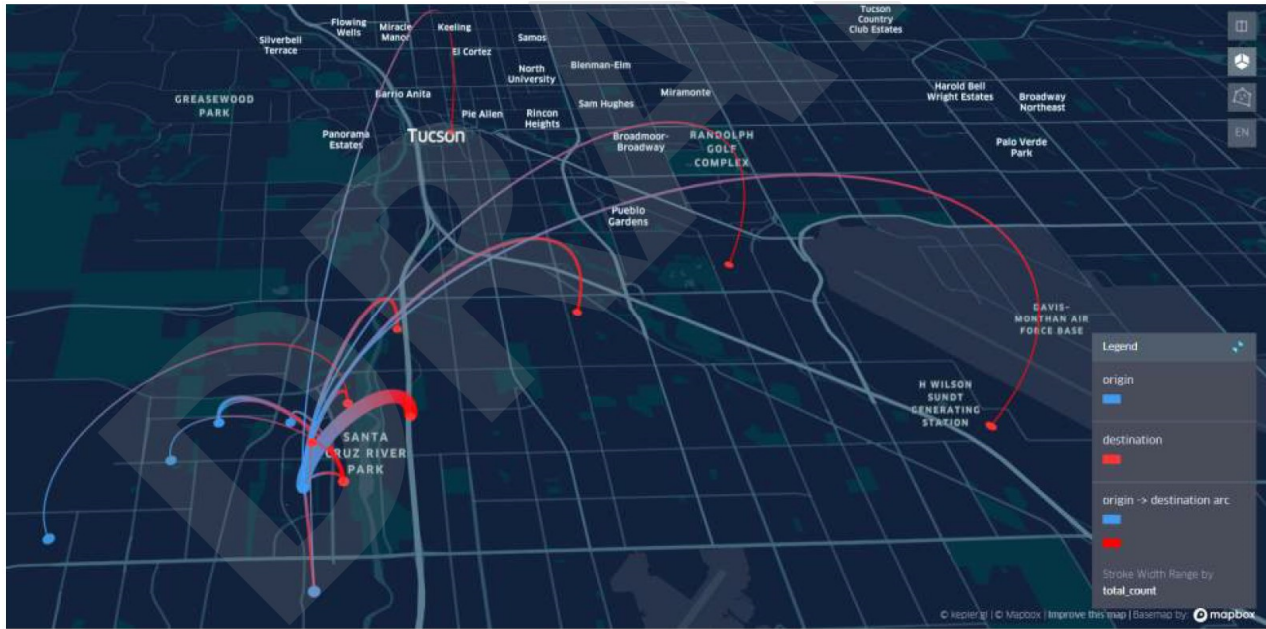 Tucson
Country
Club Estates
Flowing
Wells
Miracle
Manor
Keeling
Silverbell
Terrace
Samos
El Cortez
North
University
Blenman-Elm
Harold Bell
Wright Estates
Broadway
Northeast
GREASEWOOD
PARK
Barrio Anita
Miramonte
Sam Hughes
Pie Allen
Rincon
Heights
Panorama
Estates
Tucson
Broadmoor-
Broadway
RANDOLPH
GOLF
COMPLEX
Palo Verde
Park
EN
Pueblo
Gardens
DAVIS-
MONTHAN AIR
FORCE BASE
H WILSON
SUNDT
GENERATING
STATION
SANTA
CRUZ RIVER
PARK
Legend
origin
destination
origin -> destination arc
Stroke Width Range by
total_count
© kepler.gl | © Mapbox | Improve this map | Basemap by: mapbox
DRAFT